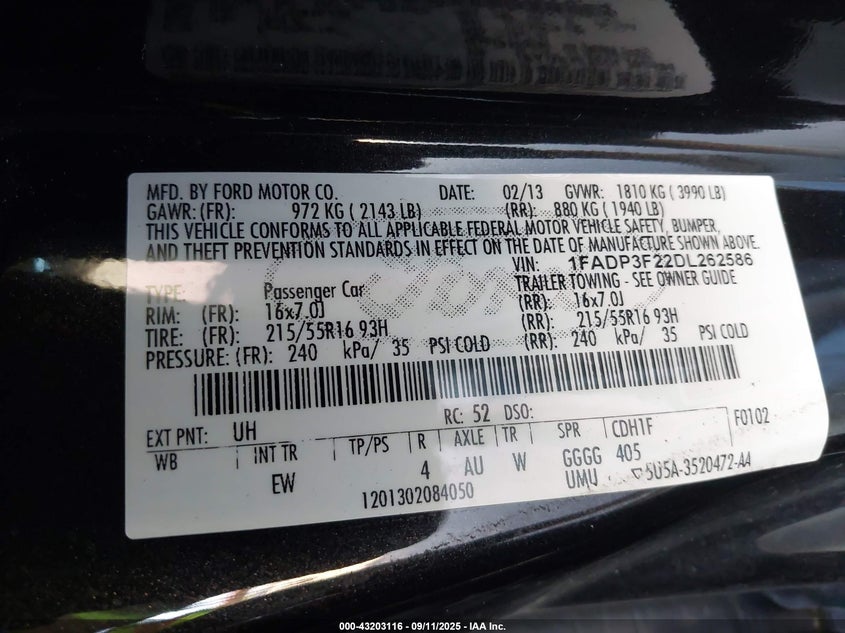 MFD. BY FORD MOTOR CO. DATE: 02/13 GVWR: 1810 KG ( 3990 LB)
GAWR: (FR): 972 KG ( 2143 LB) (RR): 880 KG ( 1940 LB)
THIS VEHICLE CONFORMS TO ALL APPLICABLE FEDERAL MOTOR VEHICLE SAFETY, BUMPER,
AND THEFT PREVENTION STANDARDS IN EFFECT ON THE DATE OF MANUFACTURE SHOWN ABOVE.
VIN: 1FADP3F22DL262586
TYPE: Passenger Car TRAILER TOWING - SEE OWNER GUIDE
RIM: (FR): 16x7.0J (RR): 16x7.0J
TIRE: (FR): 215/55R16 93H (RR): 215/55R16 93H
PRESSURE: (FR): 240 kPa/ 35 PSI COLD (RR): 240 kPa/ 35 PSI COLD
RC: 52 DSO:
EXT PNT: UH F0102
WB INT TR TP/PS R AXLE TR SPR CDH1F
EW 4 AU W GGGG 405
1201302084050 UMU 5U5A-3520472-AA
000-43203116 - 09/11/2025 - IAA Inc.